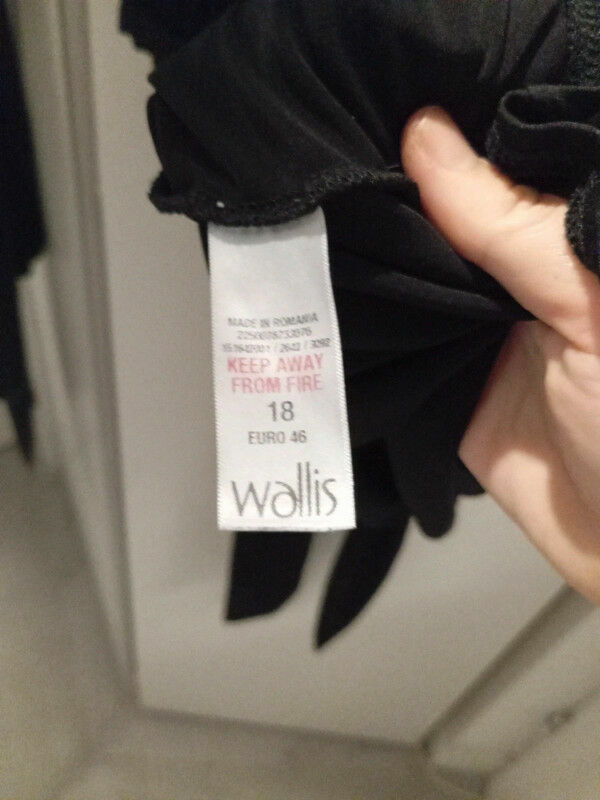 MADE IN ROMANIA
KEEP AWAY
FROM FIRE
18
EURO 46
wallis